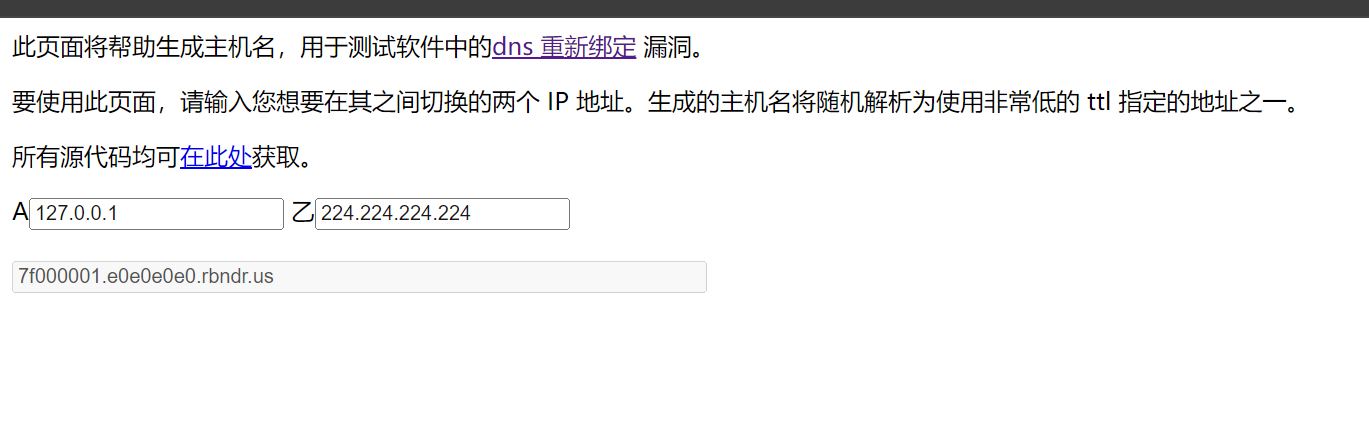 此页面将帮助生成主机名，用于测试软件中的dns 重新绑定 漏洞。
要使用此页面，请输入您想要在其之间切换的两个 IP 地址。生成的主机名将随机解析为使用非常低的 ttl 指定的地址之一。
所有源代码均可在此处获取。
A 127.0.0.1 乙 224.224.224.224
7f000001.e0e0e0e0.rbndr.us